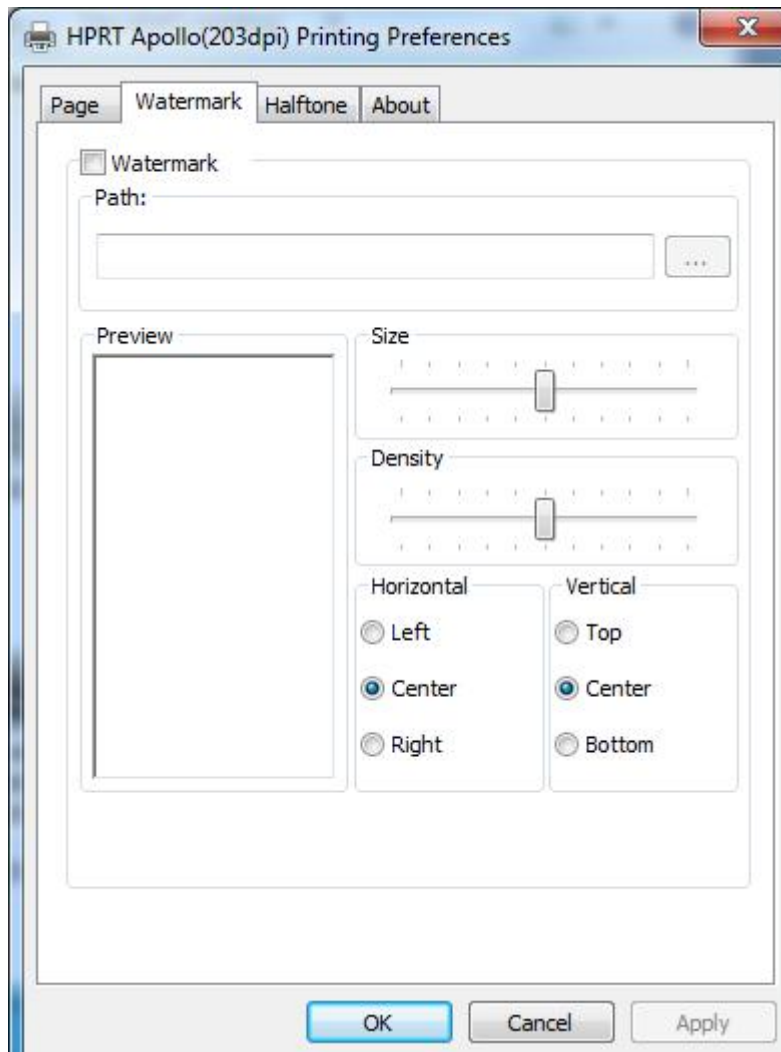 HPRT Apollo(203dpi) Printing Preferences
Page Watermark Halftone About
Watermark
Path:
...
Preview
Size
Density
Horizontal Vertical
Left Top
Center Center
Right Bottom
OK Cancel Apply